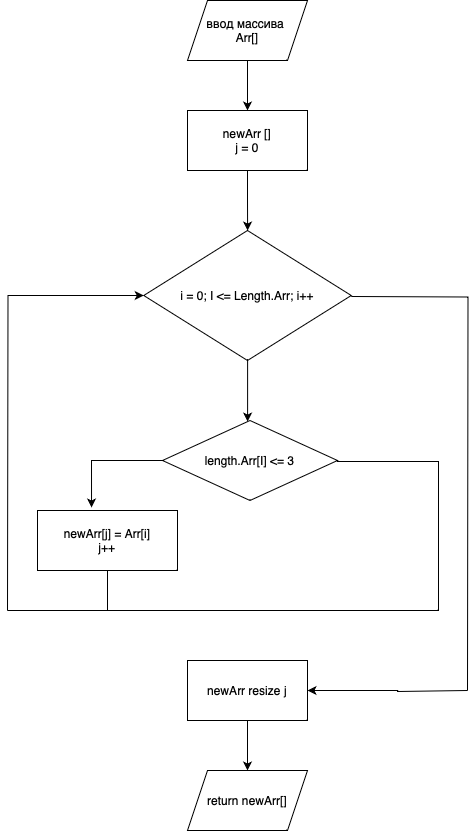 ввод массива
Arr[]
newArr []
j = 0
i = 0; I <= Length.Arr; i++
length.Arr[I] <= 3
newArr[j] = Arr[i]
j++
newArr resize j
return newArr[]